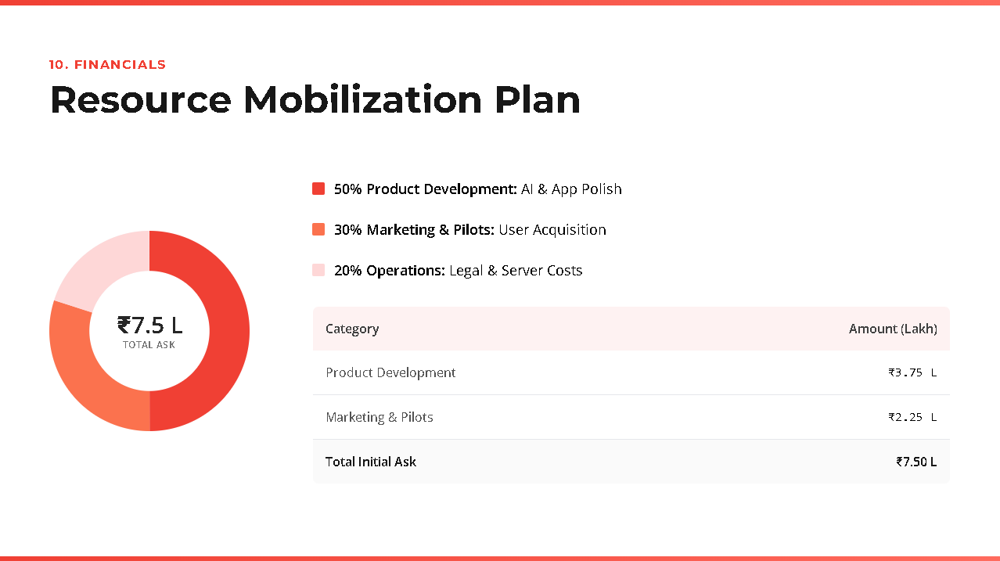 10. FINANCIALS
Resource Mobilization Plan
50% Product Development: AI & App Polish
30% Marketing & Pilots: User Acquisition
20% Operations: Legal & Server Costs
₹7.5 L
TOTAL ASK
Category Amount (Lakh)
Product Development ₹3.75 L
Marketing & Pilots ₹2.25 L
Total Initial Ask ₹7.50 L